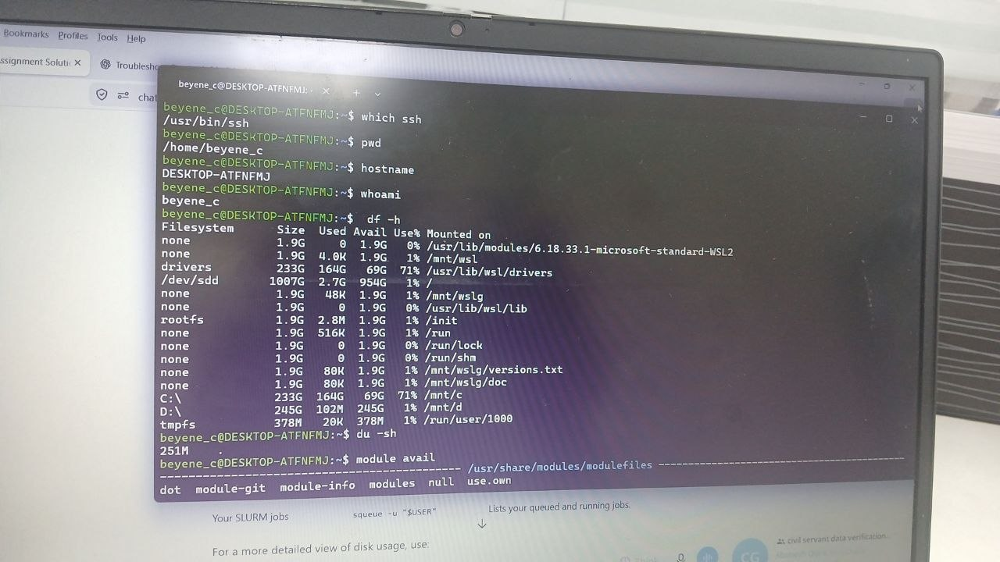 Bookmarks Profiles Tools Help
ssignment Soluti
Troublesho
chat
beyene_c@DESKTOP-ATFNFMJ:
beyene_c@DESKTOP-ATFNFMJ:~$ which ssh
/usr/bin/ssh
beyene_c@DESKTOP-ATFNFMJ:~$ pwd
/home/beyene_c
beyene_c@DESKTOP-ATFNFMJ:~$ hostname
DESKTOP-ATFNFMJ
beyene_c@DESKTOP-ATFNFMJ:~$ whoami
beyene_c
beyene_c@DESKTOP-ATFNFMJ:~$  df -h
Filesystem Size Used Avail Use% Mounted on
none 1.9G 0 1.9G 0% /usr/lib/modules/6.18.33.1-microsoft-standard-WSL2
none 1.9G 4.0K 1.9G 1% /mnt/wsl
drivers 233G 164G 69G 71% /usr/lib/wsl/drivers
/dev/sdd 1007G 2.7G 954G 1% /
none 1.9G 48K 1.9G 1% /mnt/wslg
none 1.9G 0 1.9G 0% /usr/lib/wsl/lib
rootfs 1.9G 2.8M 1.9G 1% /init
none 1.9G 516K 1.9G 1% /run
none 1.9G 0 1.9G 0% /run/lock
none 1.9G 0 1.9G 0% /run/shm
none 1.9G 80K 1.9G 1% /mnt/wslg/versions.txt
none 1.9G 80K 1.9G 1% /mnt/wslg/doc
C:\ 233G 164G 69G 71% /mnt/c
D:\ 245G 102M 245G 1% /mnt/d
tmpfs 378M 20K 378M 1% /run/user/1000
beyene_c@DESKTOP-ATFNFMJ:~$ du -sh
251M .
beyene_c@DESKTOP-ATFNFMJ:~$ module avail
------------------------------------------ /usr/share/modules/modulefiles ------------------------------------------
dot module-git module-info modules null use.own
Your SLURM jobs squeue -u "$USER" Lists your queued and running jobs.
For a more detailed view of disk usage, use:
CG
civil servant data verification...